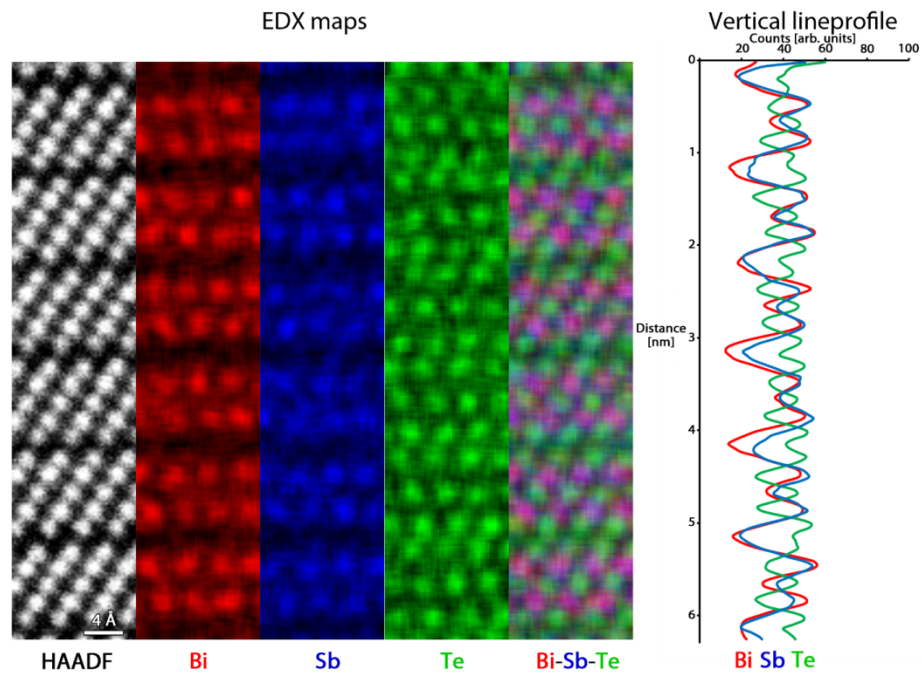 EDX maps
Vertical lineprofile
Counts [arb. units]
0 20 40 60 80 100
0
1
2
Distance
[nm]
3
4
5
6
4 Å
HAADF Bi Sb Te Bi-Sb-Te Bi Sb Te